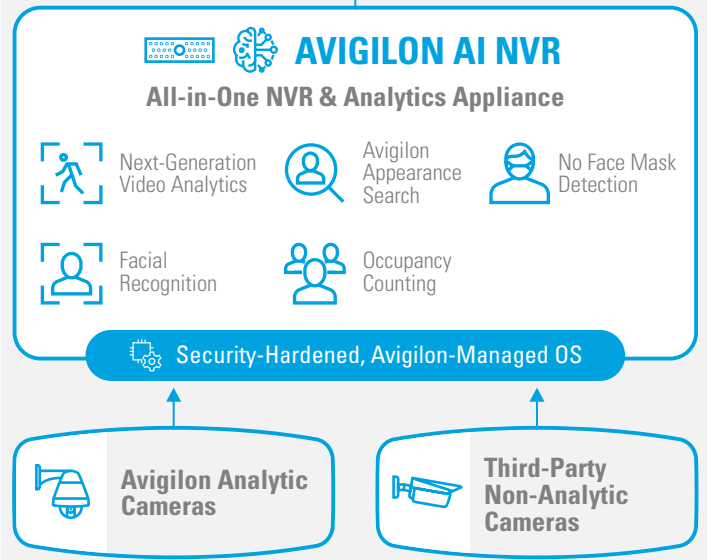 AVIGILON AI NVR
All-in-One NVR & Analytics Appliance
Next-Generation
Video Analytics
Avigilon
Appearance
Search
No Face Mask
Detection
Facial
Recognition
Occupancy
Counting
Security-Hardened, Avigilon-Managed OS
Avigilon Analytic
Cameras
Third-Party
Non-Analytic
Cameras